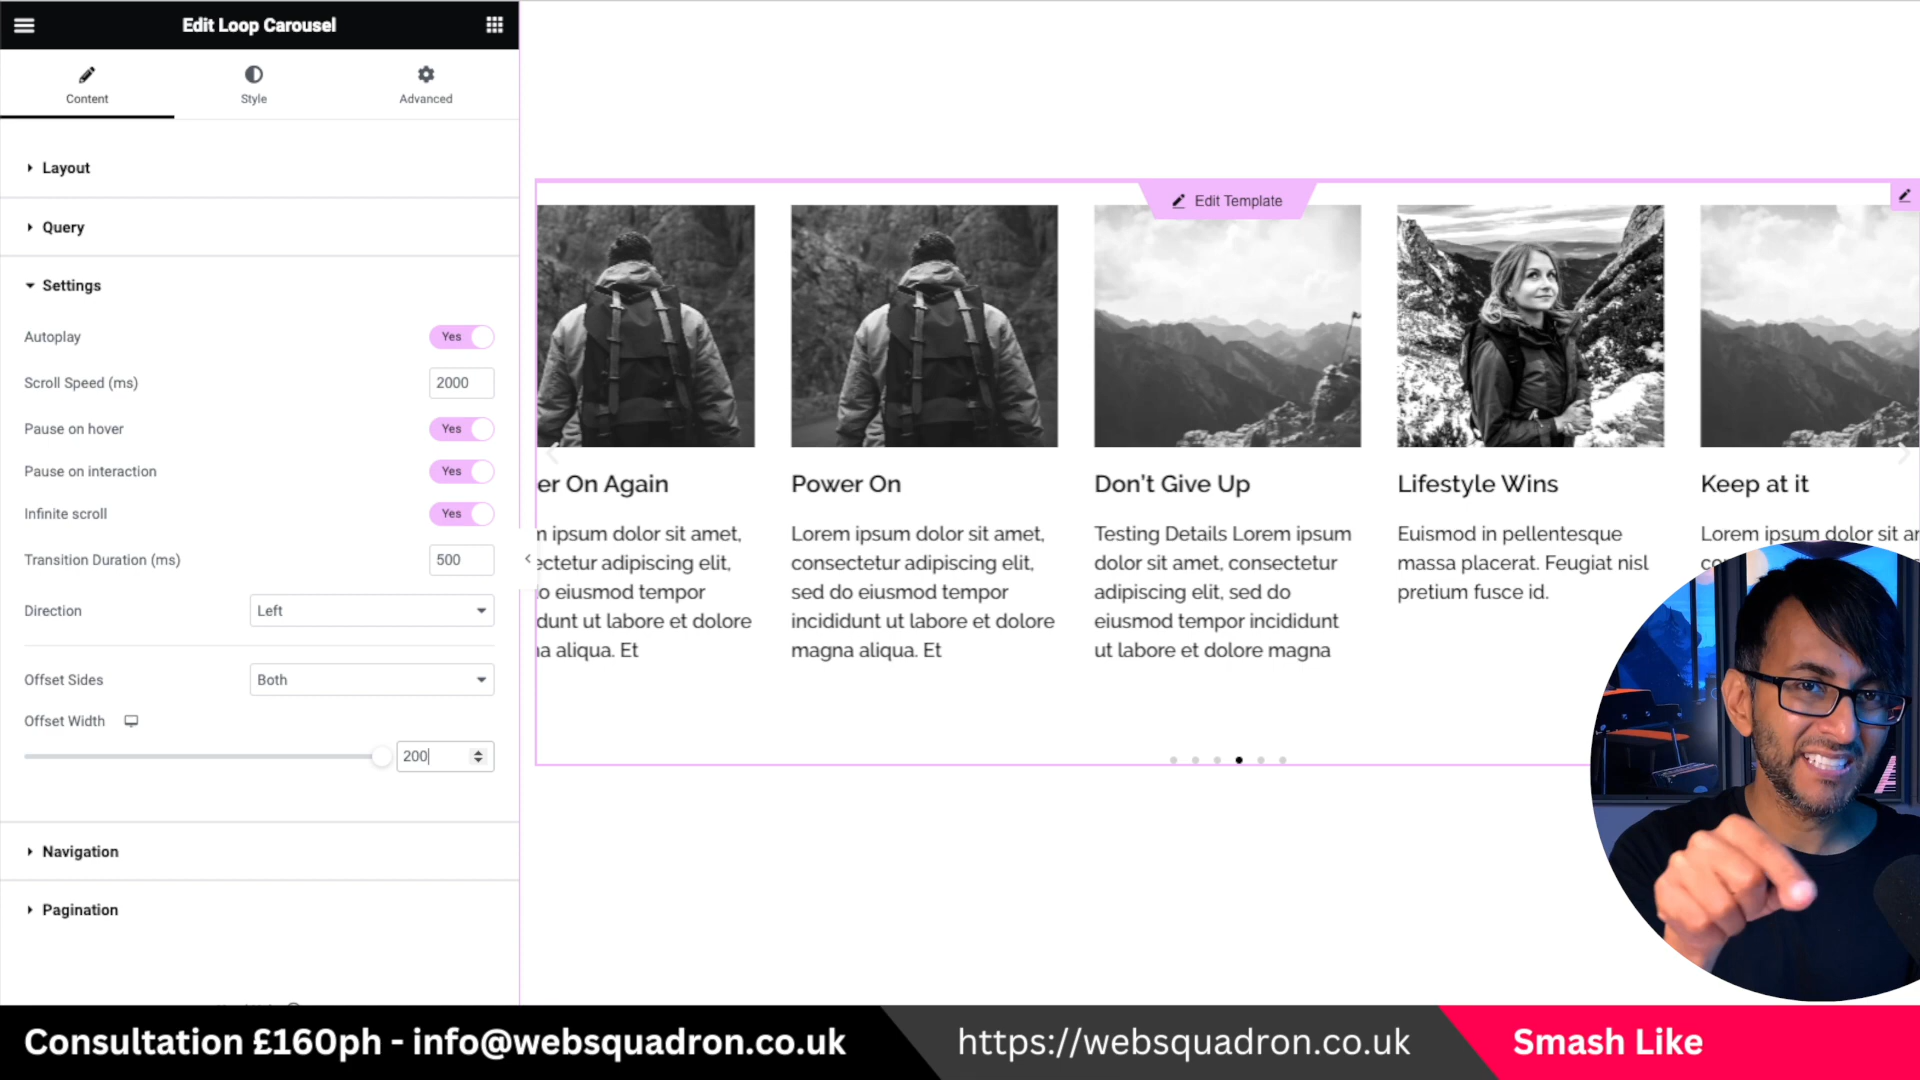 Edit Loop Carousel
Content
Style
Advanced
Layout
Query
Settings
Autoplay
Yes
Scroll Speed (ms)
2000
Pause on hover
Yes
Pause on interaction
Yes
Infinite scroll
Yes
Transition Duration (ms)
500
Direction
Left
Offset Sides
Both
Offset Width
200
Navigation
Pagination
Edit Template
er On Again
ipsum dolor sit amet,
ectetur adipiscing elit,
o eiusmod tempor
didunt ut labore et dolore
a aliqua. Et
Power On
Lorem ipsum dolor sit amet,
consectetur adipiscing elit,
sed do eiusmod tempor
incididunt ut labore et dolore
magna aliqua. Et
Don't Give Up
Testing Details Lorem ipsum
dolor sit amet, consectetur
adipiscing elit, sed do
eiusmod tempor incididunt
ut labore et dolore magna
Lifestyle Wins
Euismod in pellentesque
massa placerat. Feugiat nisl
pretium fusce id.
Keep at it
Lorem ipsum dolor sit
Consultation £160ph - info@websquadron.co.uk
https://websquadron.co.uk
Smash Like